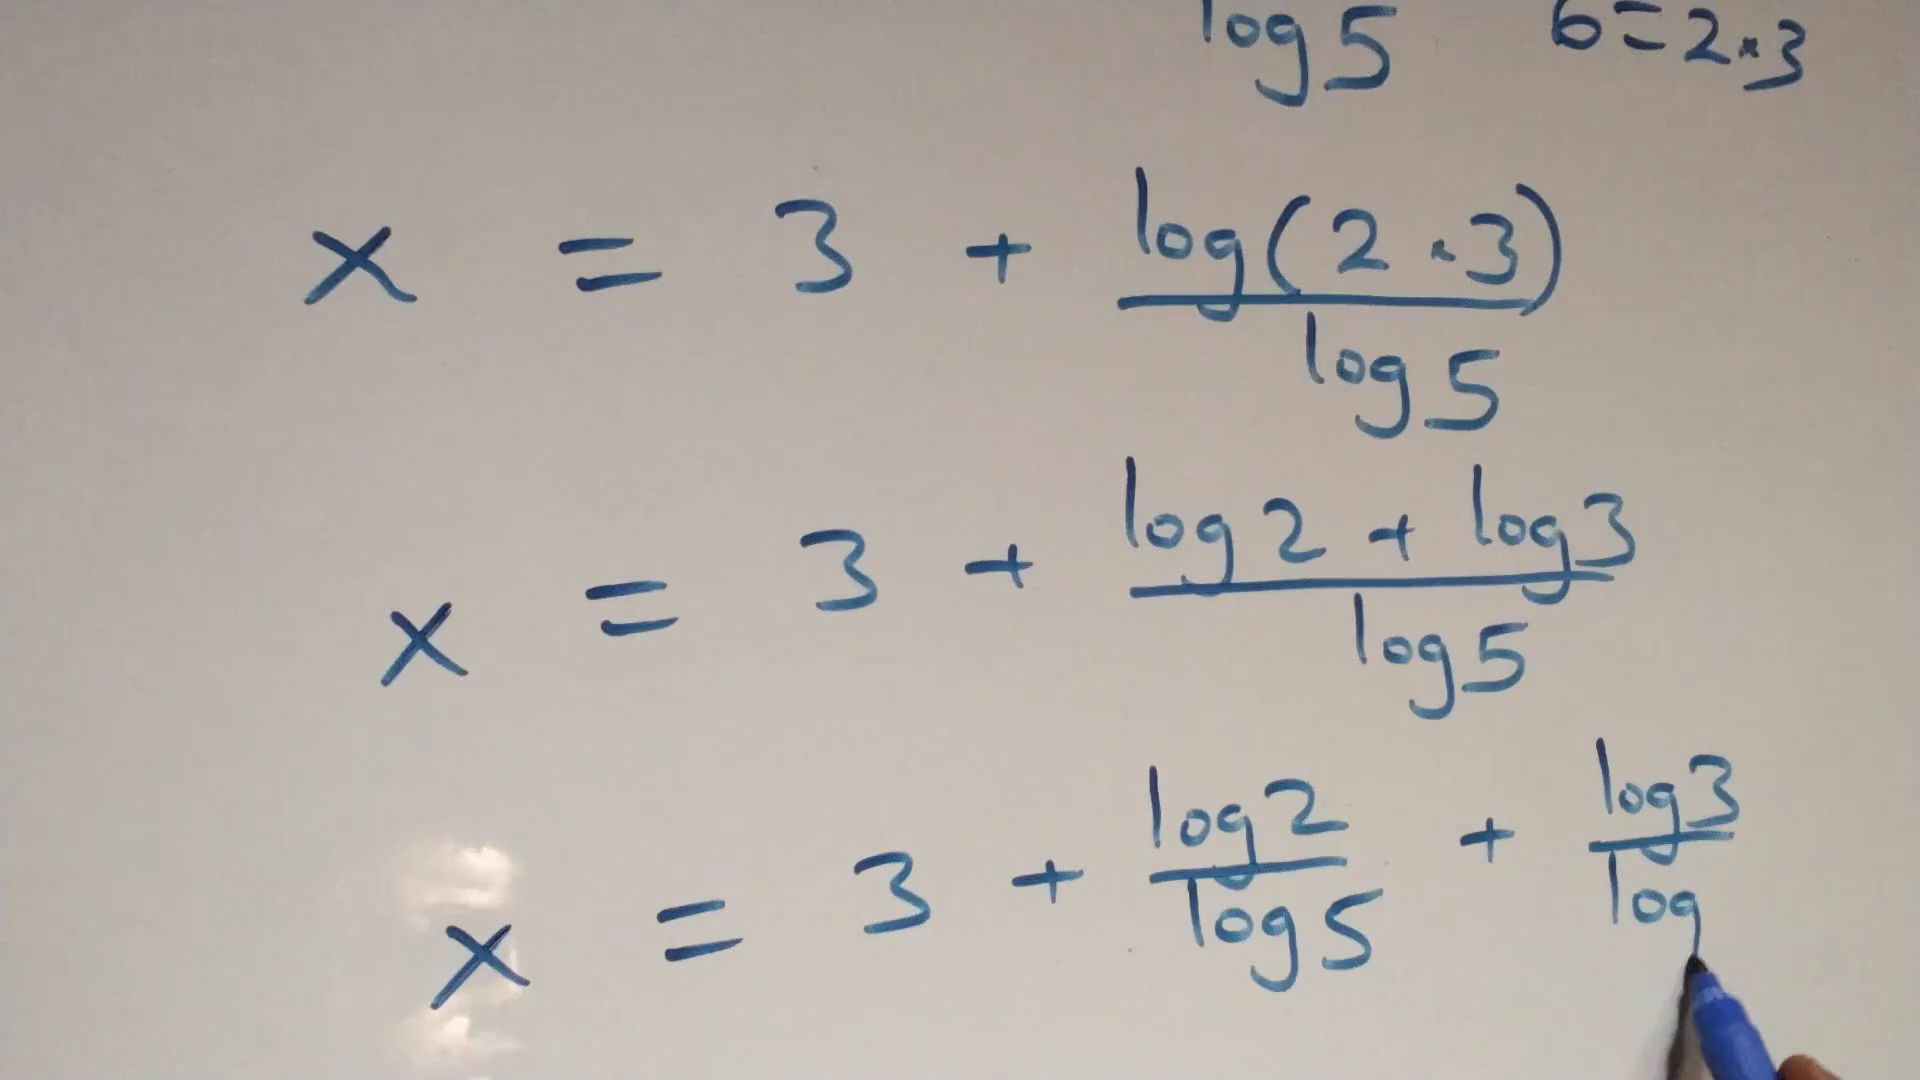 log 5 6 = 2 × 3
x = 3 + log(2 × 3) / log 5
x = 3 + log 2 + log 3 / log 5
x = 3 + log 2 / log 5 + log 3 / log